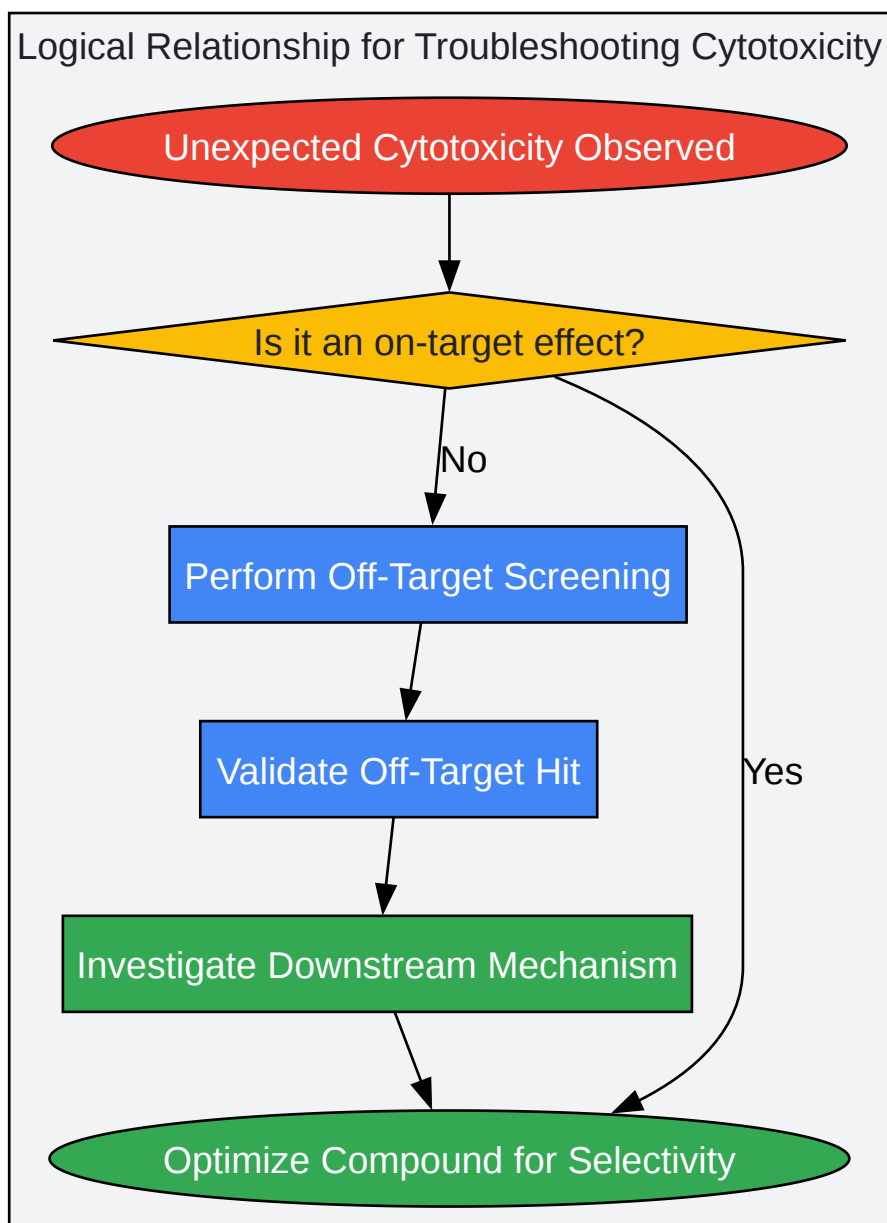 Logical Relationship for Troubleshooting Cytotoxicity
Unexpected Cytotoxicity Observed
Is it an on-target effect?
No
Perform Off-Target Screening
Validate Off-Target Hit
Yes
Investigate Downstream Mechanism
Optimize Compound for Selectivity